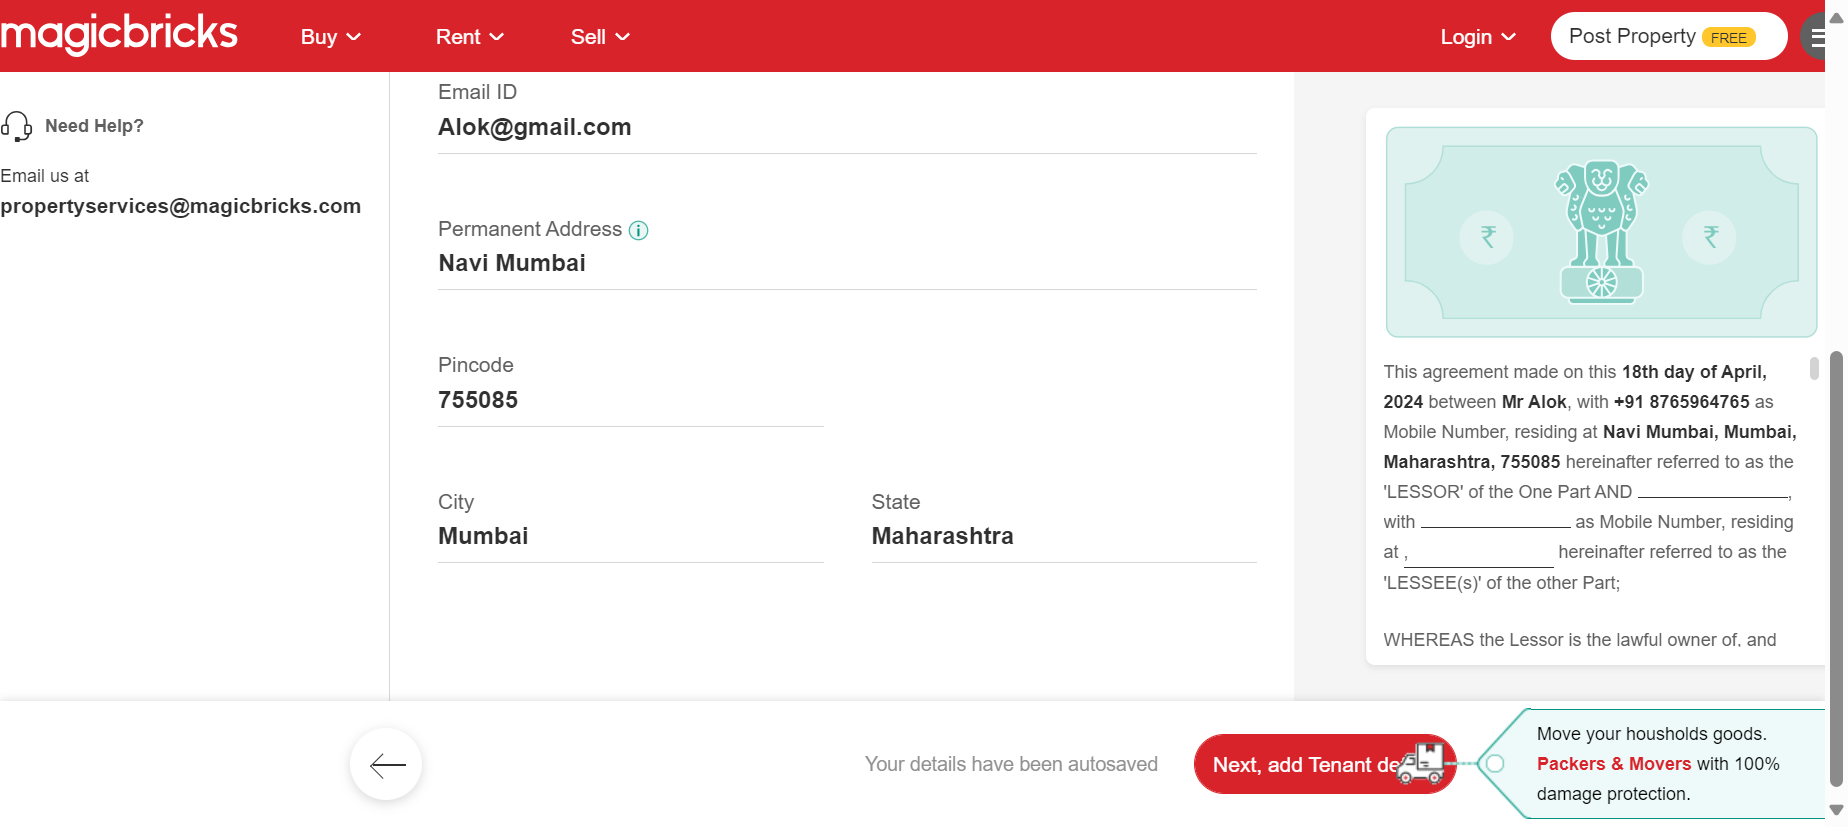 magicbricks
Buy
Rent
Sell
Login
Post Property FREE
Need Help?
Email us at
propertyservices@magicbricks.com
Email ID
Alok@gmail.com
Permanent Address
Navi Mumbai
Pincode
755085
City
Mumbai
State
Maharashtra
₹ ₹
This agreement made on this 18th day of April,
2024 between Mr Alok, with +91 8765964765 as
Mobile Number, residing at Navi Mumbai, Mumbai,
Maharashtra, 755085 hereinafter referred to as the
'LESSOR' of the One Part AND ,
with as Mobile Number, residing
at , hereinafter referred to as the
'LESSEE(s)' of the other Part;
WHEREAS the Lessor is the lawful owner of, and
Your details have been autosaved
Next, add Tenant de
Move your housholds goods.
Packers & Movers with 100%
damage protection.